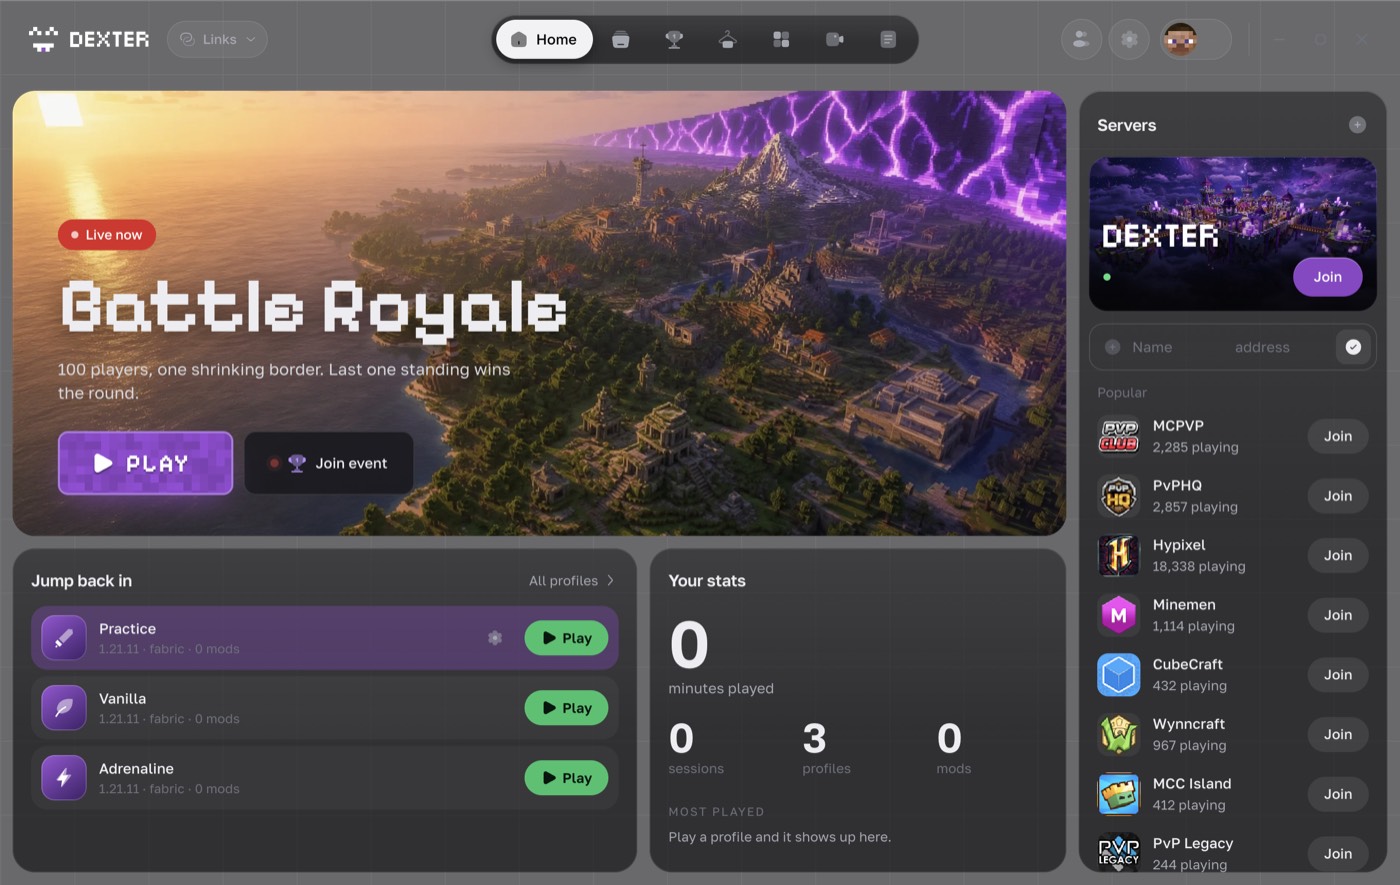 DEXTER
Links
Home
Live now
Battle Royale
100 players, one shrinking border. Last one standing wins
the round.
PLAY
Join event
Jump back in
All profiles
Practice
1.21.11 · fabric · 0 mods
Play
Vanilla
1.21.11 · fabric · 0 mods
Play
Adrenaline
1.21.11 · fabric · 0 mods
Play
Your stats
0
minutes played
0
sessions
3
profiles
0
mods
MOST PLAYED
Play a profile and it shows up here.
Servers
DEXTER
Join
Name
address
Popular
PVP CLUB
MCPVP
2,285 playing
Join
PVP HQ
PvPHQ
2,857 playing
Join
H
Hypixel
18,338 playing
Join
M
Minemen
1,114 playing
Join
CubeCraft
432 playing
Join
W
Wynncraft
967 playing
Join
MCC Island
412 playing
Join
PVP LEGACY
PvP Legacy
244 playing
Join